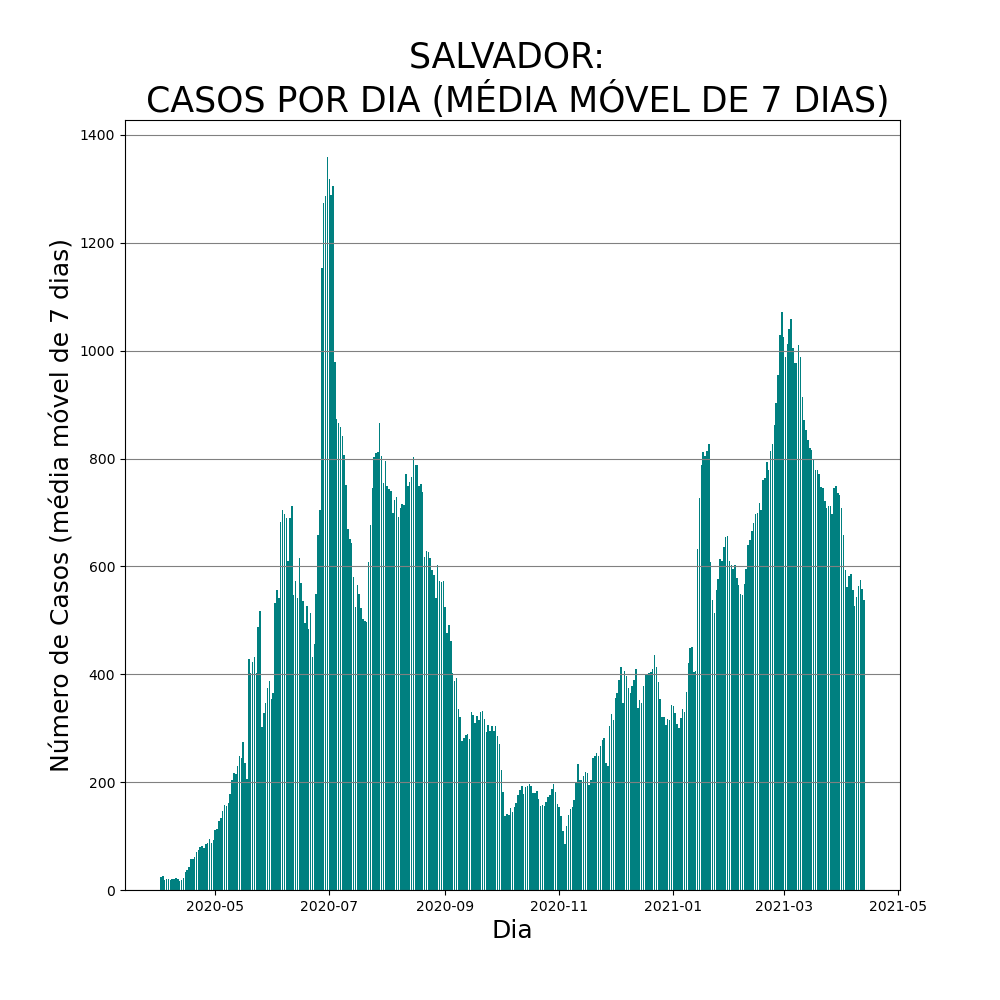 SALVADOR:
CASOS POR DIA (MÉDIA MÓVEL DE 7 DIAS)
Número de Casos (média móvel de 7 dias)
1400
1200
1000
800
600
400
200
0
2020-05 2020-07 2020-09 2020-11 2021-01 2021-03 2021-05
Dia